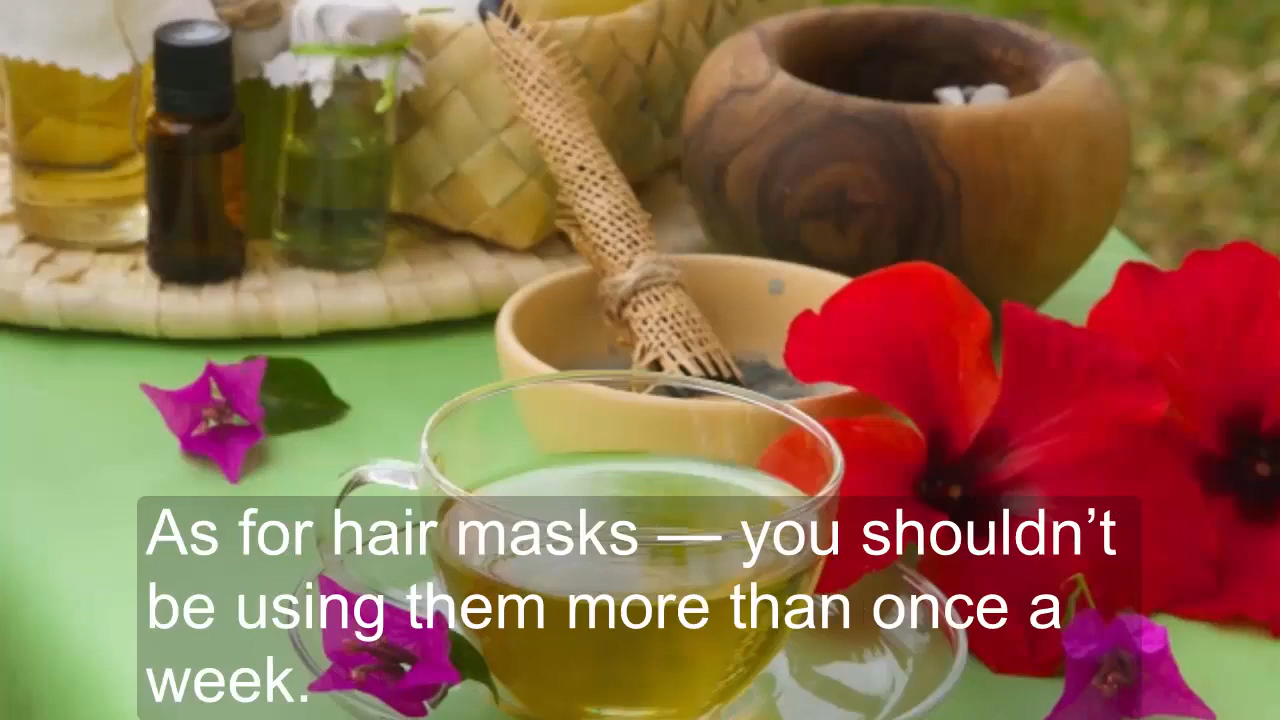 As for hair masks — you shouldn’t
be using them more than once a
week.